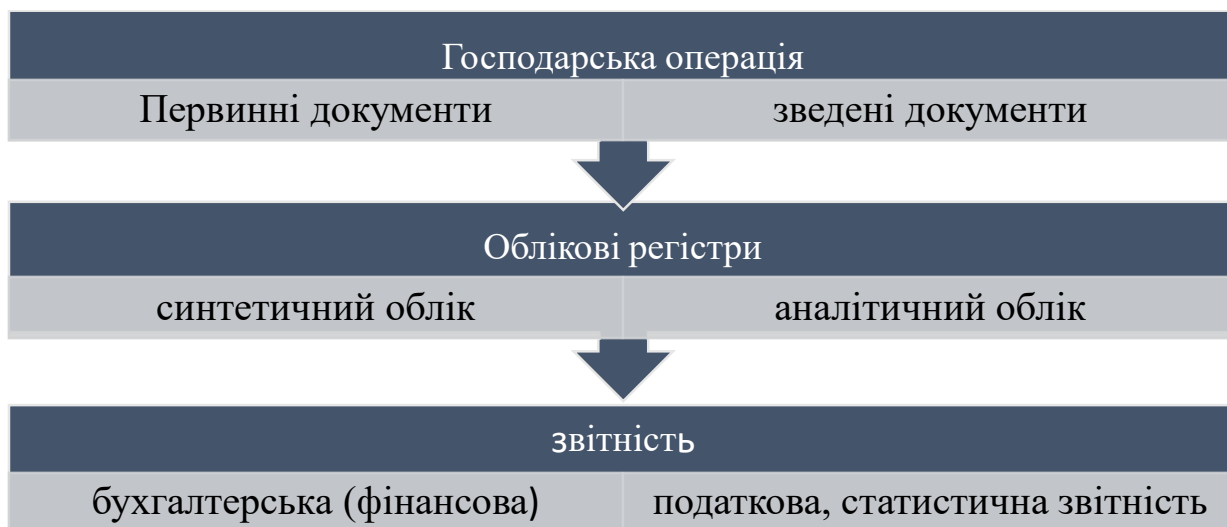 Господарська операція
Первинні документи
зведені документи
Облікові регістри
синтетичний облік
аналітичний облік
звітність
бухгалтерська (фінансова)
податкова, статистична звітність